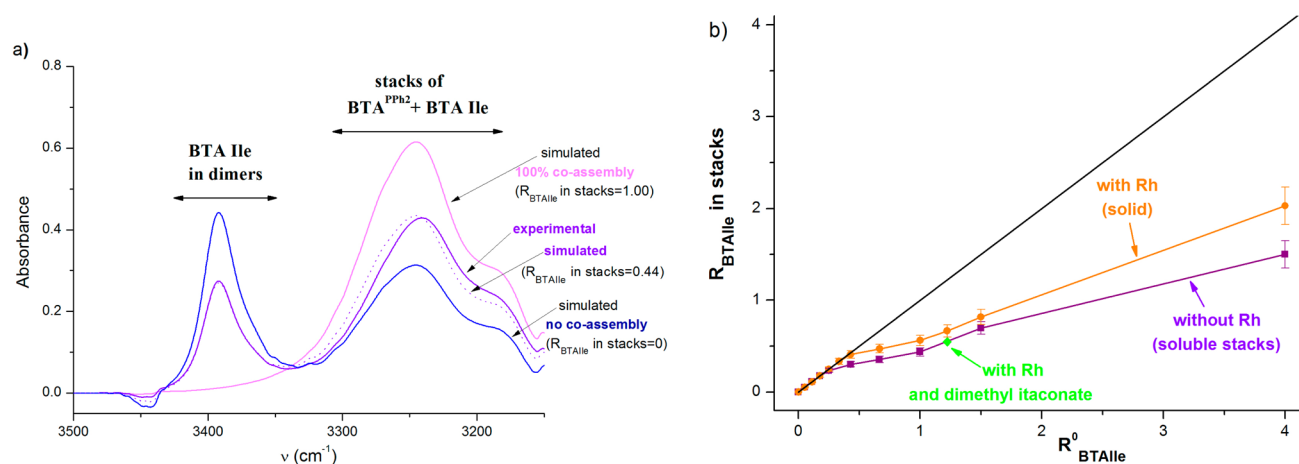 a)
0.8
0.6
0.4
0.2
0.0
Absorbance
3500
3400
3300
3200
ν (cm⁻¹)
BTA Ile
in dimers
stacks of
BTA^PPh2 + BTA Ile
simulated
100% co-assembly
(R_BTAIle in stacks=1.00)
experimental
simulated
(R_BTAIle in stacks=0.44)
simulated
no co-assembly
(R_BTAIle in stacks=0)
b)
4
3
2
1
0
R_BTAIle in stacks
0
1
2
3
4
R⁰_BTAIle
with Rh
(solid)
without Rh
(soluble stacks)
with Rh
and dimethyl itaconate